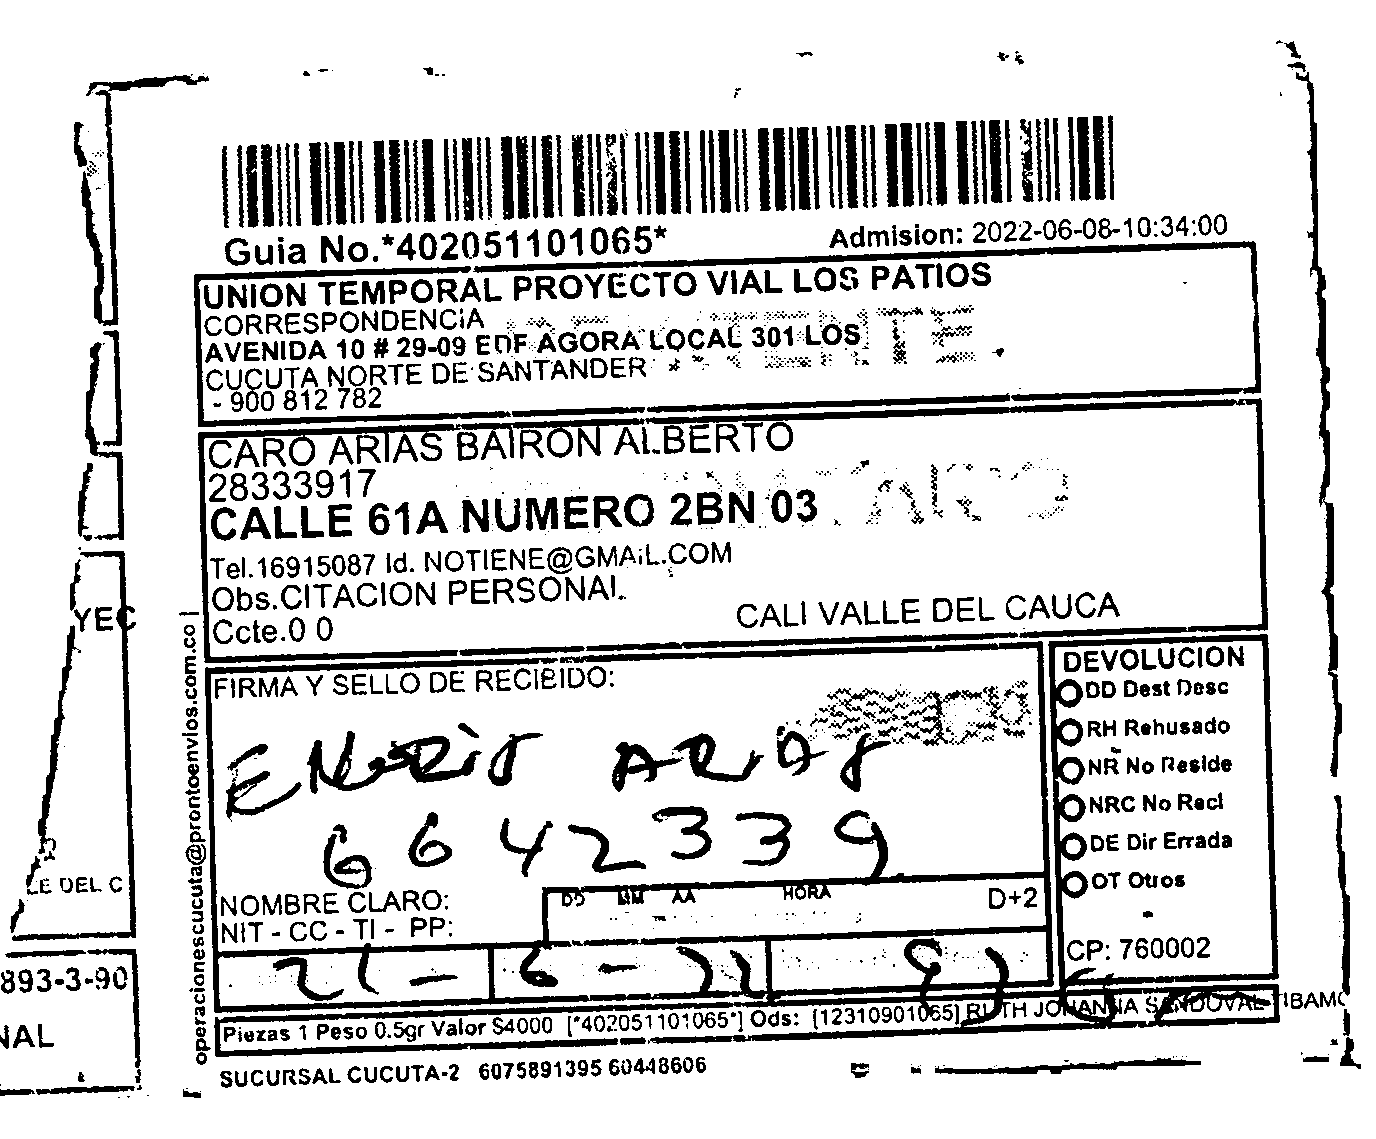 Guia No.*402051101065*
Admision: 2022-06-08-10:34:00
UNION TEMPORAL PROYECTO VIAL LOS PATIOS
CORRESPONDENCIA
AVENIDA 10 # 29-09 EDF AGORA LOCAL 301 LOS
CUCUTA NORTE DE SANTANDER
- 900 812 782
CARO ARIAS BAIRON ALBERTO
28333917
CALLE 61A NUMERO 2BN 03
Tel.16915087 Id. NOTIENE@GMAIL.COM
Obs.CITACION PERSONAL
Ccte.0 0
CALI VALLE DEL CAUCA
FIRMA Y SELLO DE RECIBIDO:
ARIAS
6642339
NOMBRE CLARO:
NIT - CC - TI - PP:
DD MM AA HORA D+2
21 - 6 - 22
DEVOLUCION
DD Dest Desc
RH Rehusado
NR No Reside
NRC No Recl
DE Dir Errada
OT Otros
CP: 760002
Piezas 1 Peso 0.5gr Valor $4000 [*402051101065*] Ods: [12310901065] RUTH JOHANNA SANDOVAL TIBAMO
SUCURSAL CUCUTA-2 6075891395 60448606
operacionescucuta@prontoenvios.com.co
YEC
LE DEL C
893-3-90
NAL